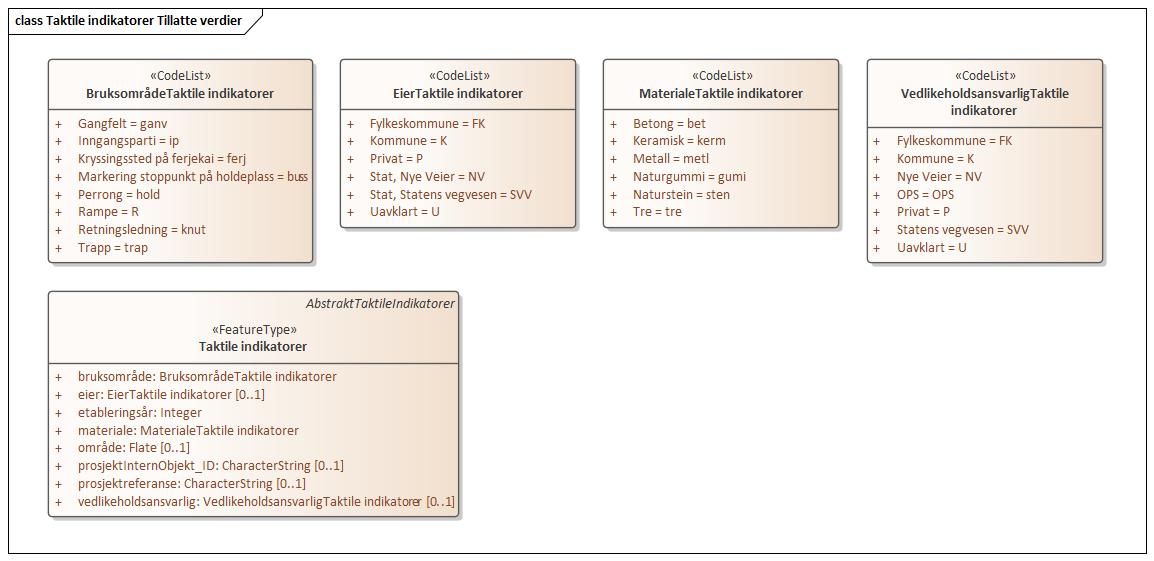 class Taktile indikatorer Tillatte verdier
«CodeList»
BruksområdeTaktile indikatorer
+ Gangfelt = ganv
+ Inngangsparti = ip
+ Kryssingssted på ferjekai = ferj
+ Markering stoppunkt på holdeplass = buss
+ Perrong = hold
+ Rampe = R
+ Retningsledning = knut
+ Trapp = trap
«CodeList»
EierTaktile indikatorer
+ Fylkeskommune = FK
+ Kommune = K
+ Privat = P
+ Stat, Nye Veier = NV
+ Stat, Statens vegvesen = SVV
+ Uavklart = U
«CodeList»
MaterialeTaktile indikatorer
+ Betong = bet
+ Keramisk = kerm
+ Metall = metl
+ Naturgummi = gumi
+ Naturstein = sten
+ Tre = tre
«CodeList»
VedlikeholdsansvarligTaktile
indikatorer
+ Fylkeskommune = FK
+ Kommune = K
+ Nye Veier = NV
+ OPS = OPS
+ Privat = P
+ Statens vegvesen = SVV
+ Uavklart = U
AbstraktTaktileIndikatorer
«FeatureType»
Taktile indikatorer
+ bruksområde: BruksområdeTaktile indikatorer
+ eier: EierTaktile indikatorer [0..1]
+ etableringsår: Integer
+ materiale: MaterialeTaktile indikatorer
+ område: Flate [0..1]
+ prosjektInternObjekt_ID: CharacterString [0..1]
+ prosjektreferanse: CharacterString [0..1]
+ vedlikeholdsansvarlig: VedlikeholdsansvarligTaktile indikatorer [0..1]